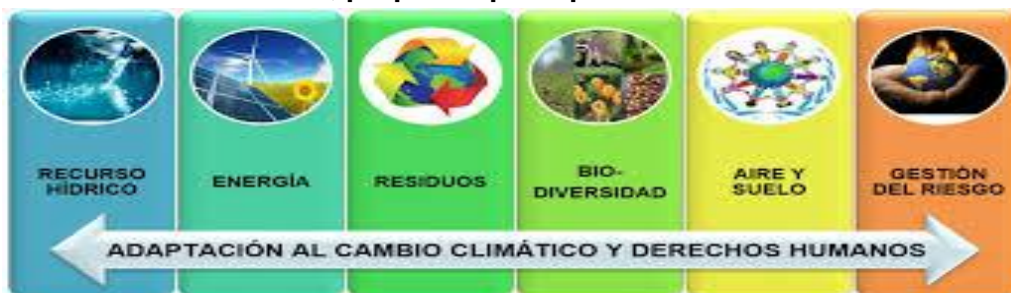 RECURSO
HÍDRICO
ENERGÍA
RESIDUOS
BIO-
DIVERSIDAD
AIRE Y
SUELO
GESTIÓN
DEL RIESGO
ADAPTACIÓN AL CAMBIO CLIMÁTICO Y DERECHOS HUMANOS